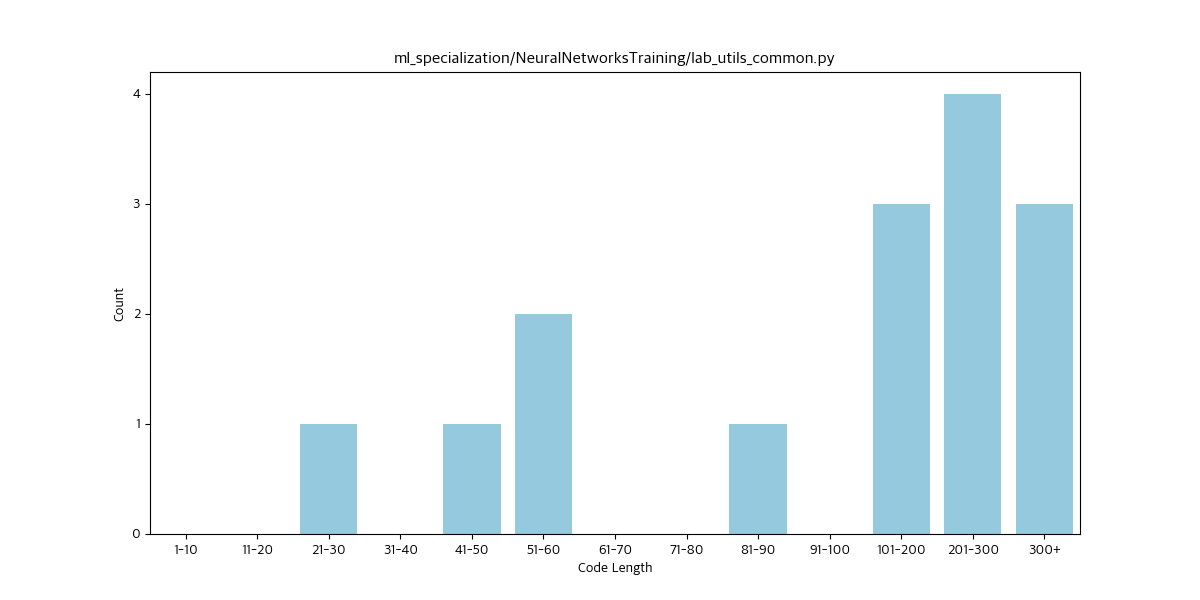 ml_specialization/NeuralNetworksTraining/lab_utils_common.py
4
3
2
1
0
Count
1-10 11-20 21-30 31-40 41-50 51-60 61-70 71-80 81-90 91-100 101-200 201-300 300+
Code Length